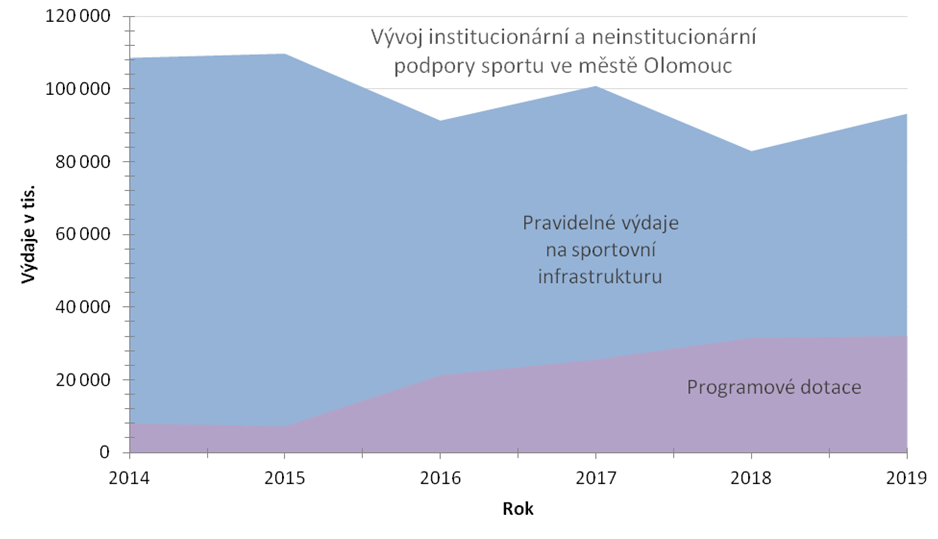 Vývoj institucionární a neinstitucionární
podpory sportu ve městě Olomouc
120 000
100 000
80 000
60 000
40 000
20 000
0
Výdaje v tis.
Pravidelné výdaje
na sportovní
infrastrukturu
Programové dotace
2014 2015 2016 2017 2018 2019
Rok